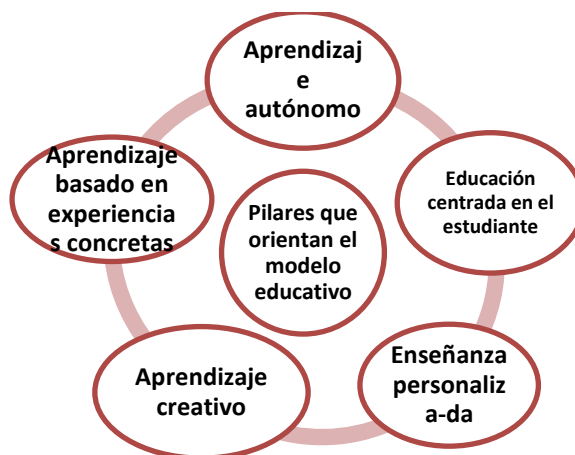 Aprendizaj
e
autónomo
Educación
centrada en el
estudiante
Enseñanza
personaliz
a-da
Aprendizaje
creativo
Aprendizaje
basado en
experiencia
s concretas
Pilares que
orientan el
modelo
educativo